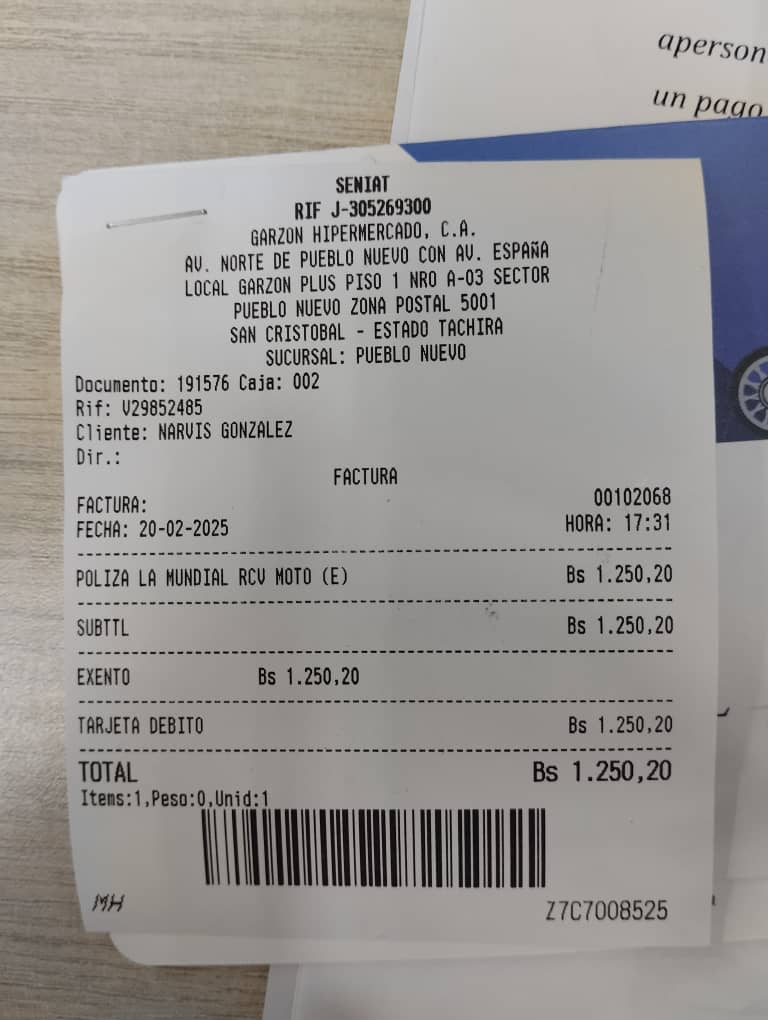 aperson
un pago
SENIAT
RIF J-305269300
GARZON HIPERMERCADO, C.A.
AV. NORTE DE PUEBLO NUEVO CON AV. ESPAÑA
LOCAL GARZON PLUS PISO 1 NRO A-03 SECTOR
PUEBLO NUEVO ZONA POSTAL 5001
SAN CRISTOBAL - ESTADO TACHIRA
SUCURSAL: PUEBLO NUEVO
Documento: 191576 Caja: 002
Rif: V29852485
Cliente: NARVIS GONZALEZ
Dir.:
FACTURA
FACTURA: 00102068
FECHA: 20-02-2025 HORA: 17:31
POLIZA LA MUNDIAL RCV MOTO (E) Bs 1.250,20
SUBTTL Bs 1.250,20
EXENTO Bs 1.250,20
TARJETA DEBITO Bs 1.250,20
TOTAL Bs 1.250,20
Items:1,Peso:0,Unid:1
MH Z7C7008525